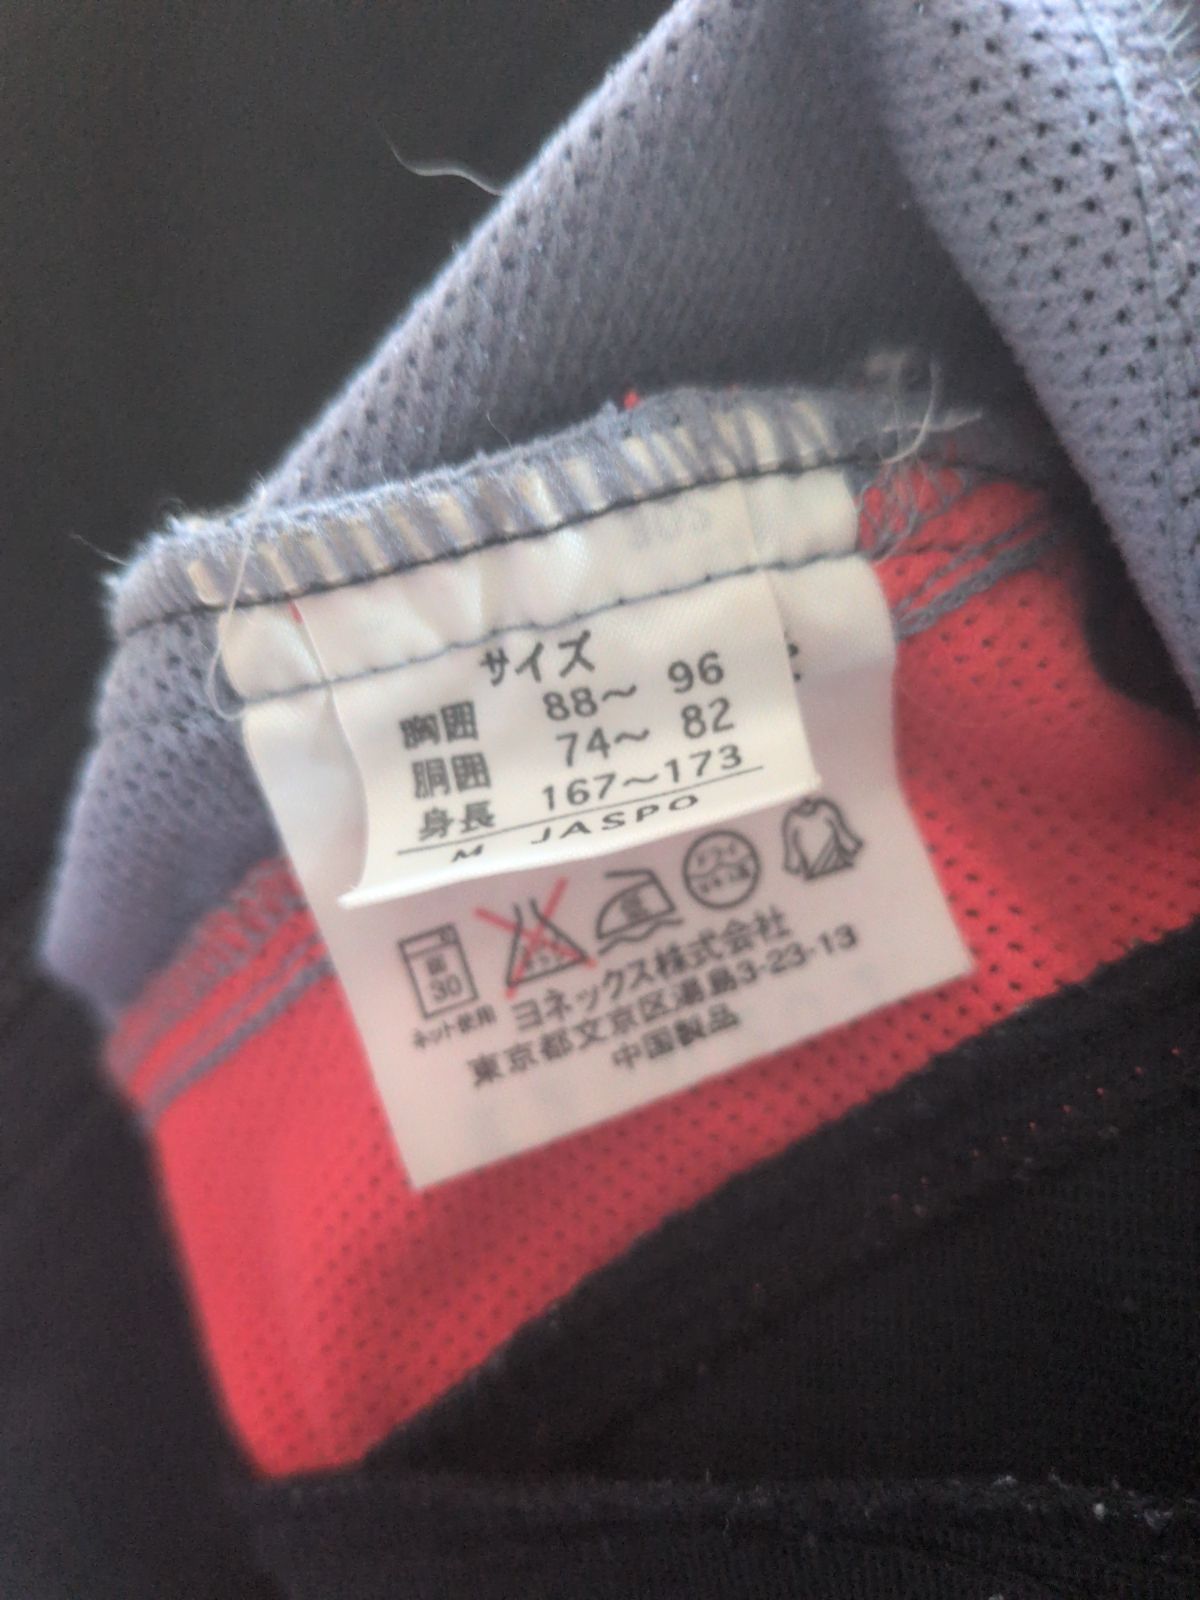 サイズ
胸囲 88～ 96
胴囲 74～ 82
身長 167～173
M JASPO
30
ネット使用
ヨネックス株式会社
東京都文京区湯島3-23-13
中国製品